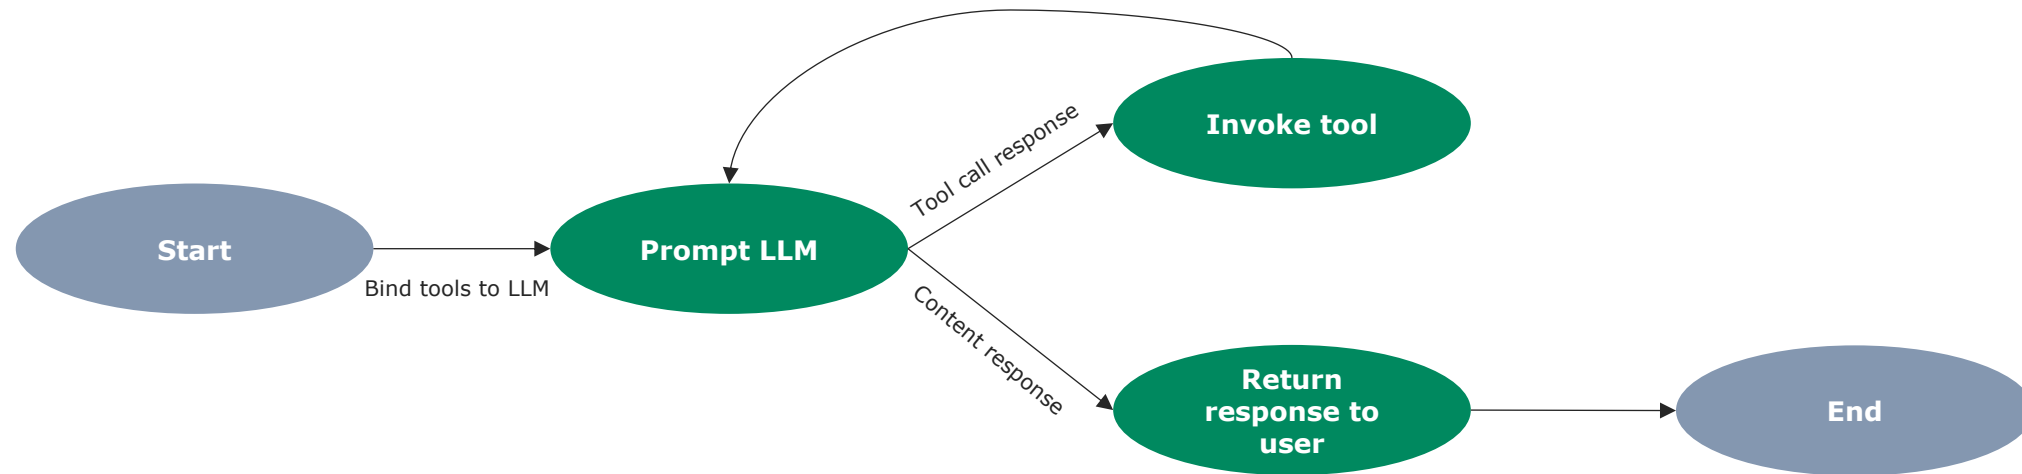 Start
Bind tools to LLM
Prompt LLM
Tool call response
Invoke tool
Content response
Return
response to
user
End